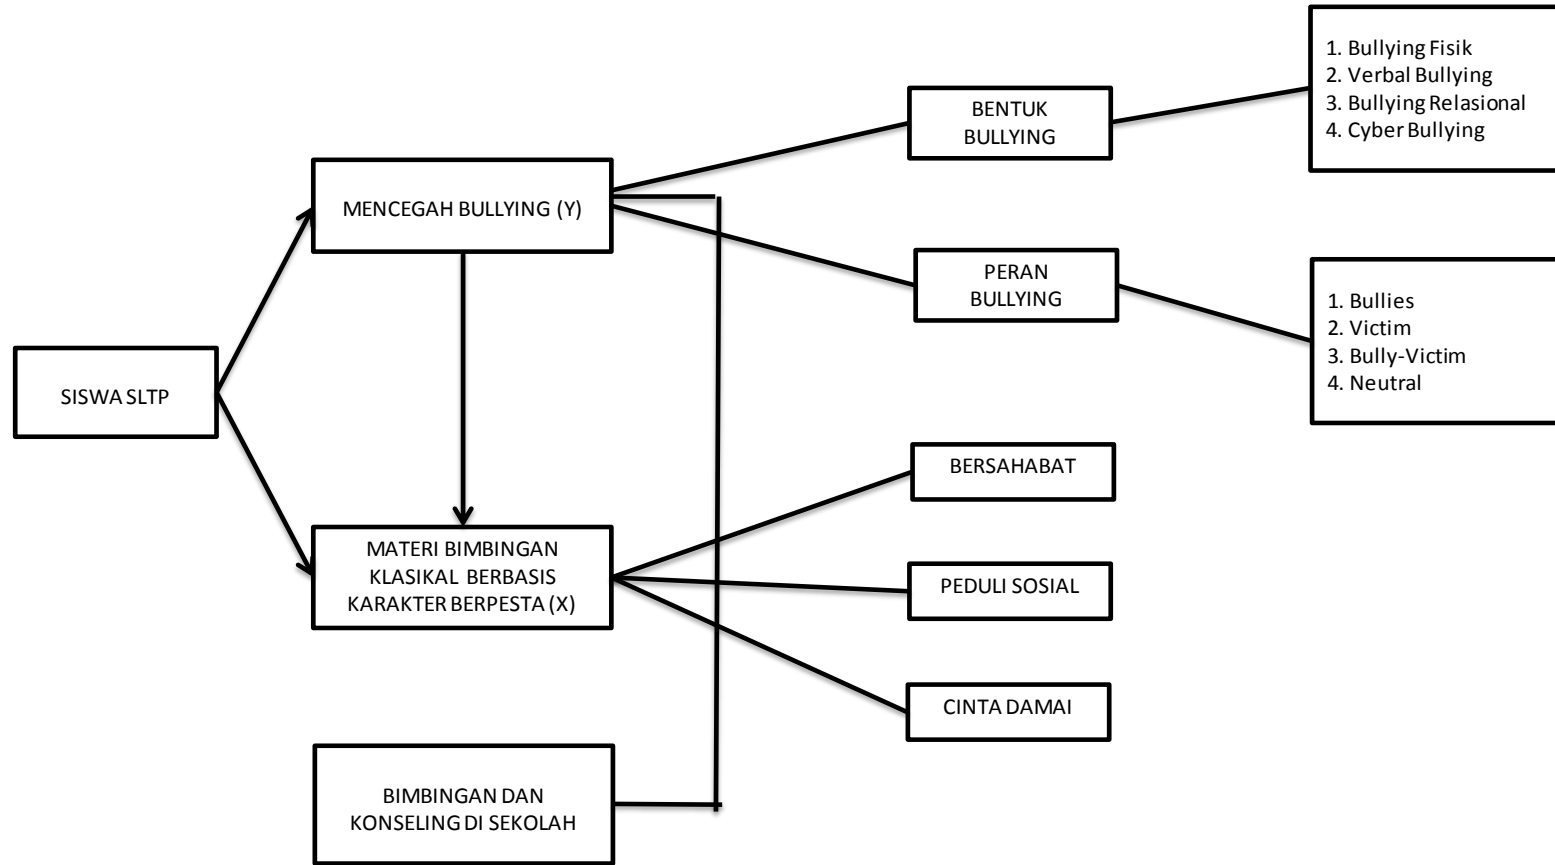 1. Bullying Fisik
2. Verbal Bullying
3. Bullying Relasional
4. Cyber Bullying
BENTUK
BULLYING
MENCEGAH BULLYING (Y)
PERAN
BULLYING
1. Bullies
2. Victim
3. Bully-Victim
4. Neutral
SISWA SLTP
BERSAHABAT
MATERI BIMBINGAN
KLASIKAL BERBASIS
KARAKTER BERPESTA (X)
PEDULI SOSIAL
CINTA DAMAI
BIMBINGAN DAN
KONSELING DI SEKOLAH